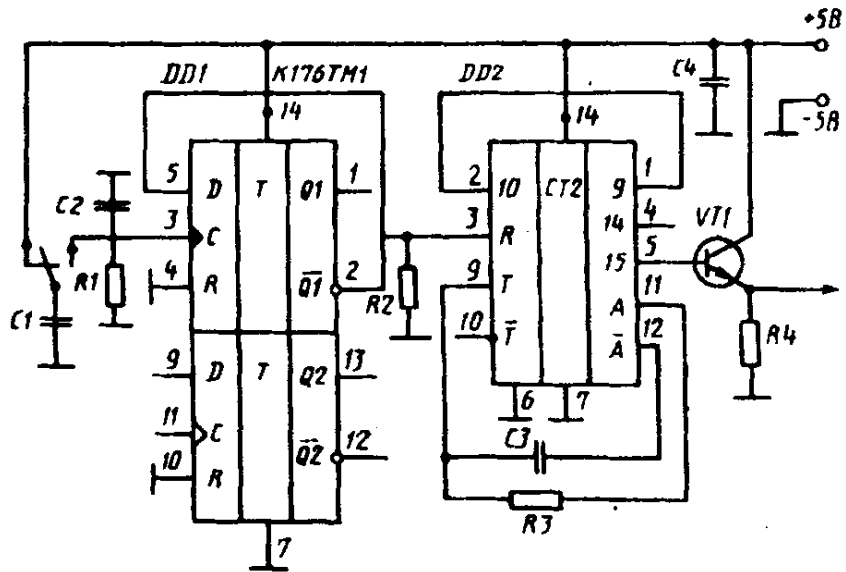 +5В
DD1 К176ТМ1 DD2 C4
14 14 -5В
5 D T Q1 1 2 10 CT2 9 1
C2 14 4 VT1
3 C 3 R 15 5
4 R Q1 2 9 T A 11
R1 R2 10 T A 12 R4
C1
9 D T Q2 13 6 7
11 C Q2 12 C3
10 R
R3
7